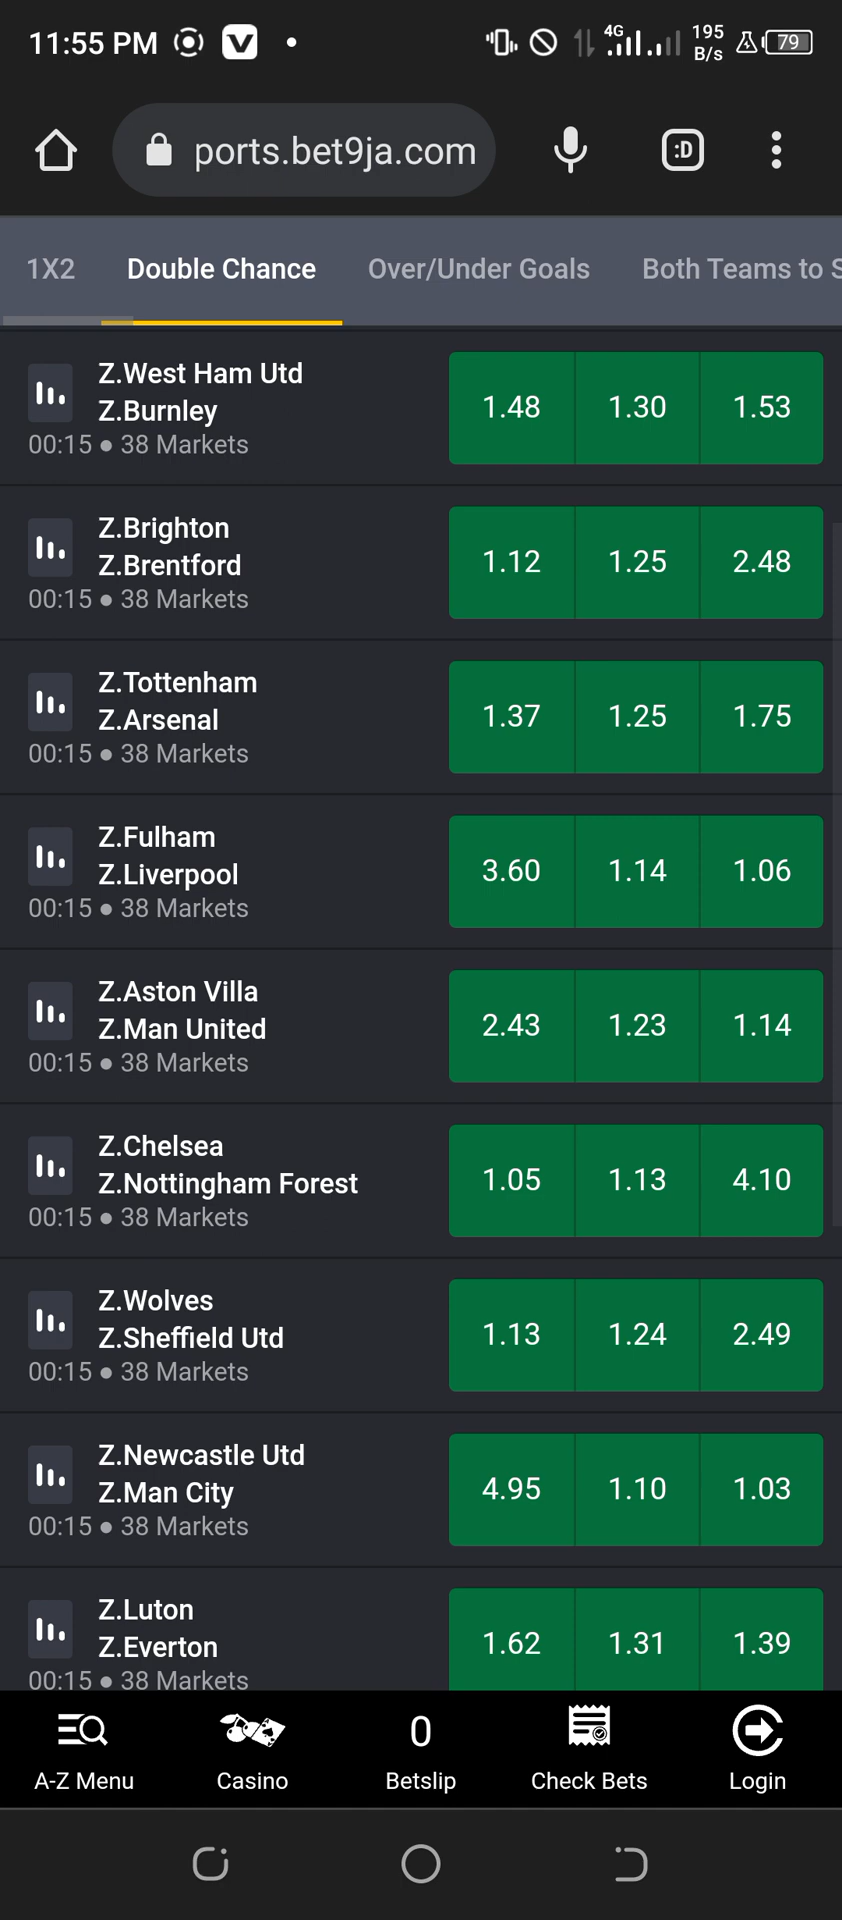 11:55 PM
4G
195
B/s
79
ports.bet9ja.com
:D
1X2 Double Chance Over/Under Goals Both Teams to S
Z.West Ham Utd
Z.Burnley
00:15 ● 38 Markets
1.48 1.30 1.53
Z.Brighton
Z.Brentford
00:15 ● 38 Markets
1.12 1.25 2.48
Z.Tottenham
Z.Arsenal
00:15 ● 38 Markets
1.37 1.25 1.75
Z.Fulham
Z.Liverpool
00:15 ● 38 Markets
3.60 1.14 1.06
Z.Aston Villa
Z.Man United
00:15 ● 38 Markets
2.43 1.23 1.14
Z.Chelsea
Z.Nottingham Forest
00:15 ● 38 Markets
1.05 1.13 4.10
Z.Wolves
Z.Sheffield Utd
00:15 ● 38 Markets
1.13 1.24 2.49
Z.Newcastle Utd
Z.Man City
00:15 ● 38 Markets
4.95 1.10 1.03
Z.Luton
Z.Everton
00:15 ● 38 Markets
1.62 1.31 1.39
0
A-Z Menu Casino Betslip Check Bets Login